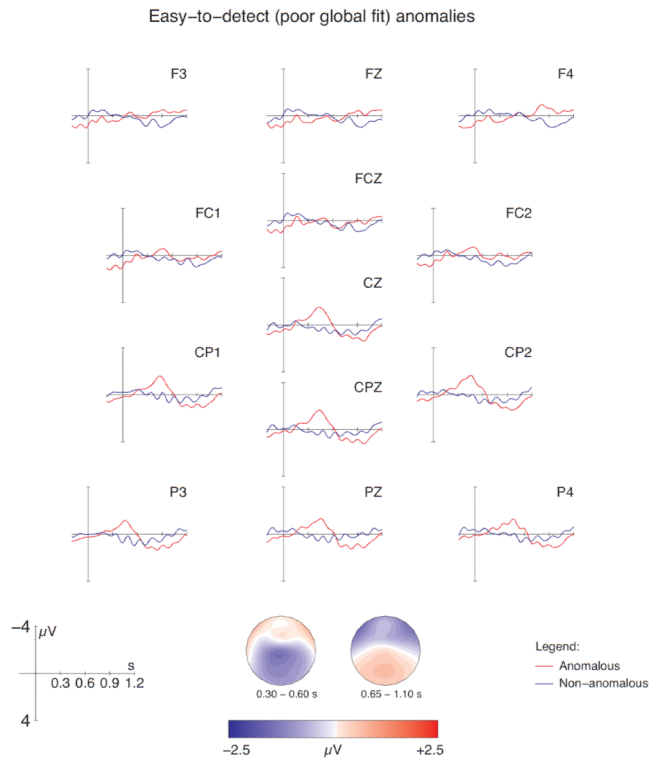 Easy-to-detect (poor global fit) anomalies
F3 FZ F4
FCZ
FC1 FC2
CZ
CP1 CP2
CPZ
P3 PZ P4
-4
μV
s
0.3 0.6 0.9 1.2
4
0.30 – 0.60 s 0.65 – 1.10 s
Legend:
Anomalous
Non-anomalous
-2.5 μV +2.5